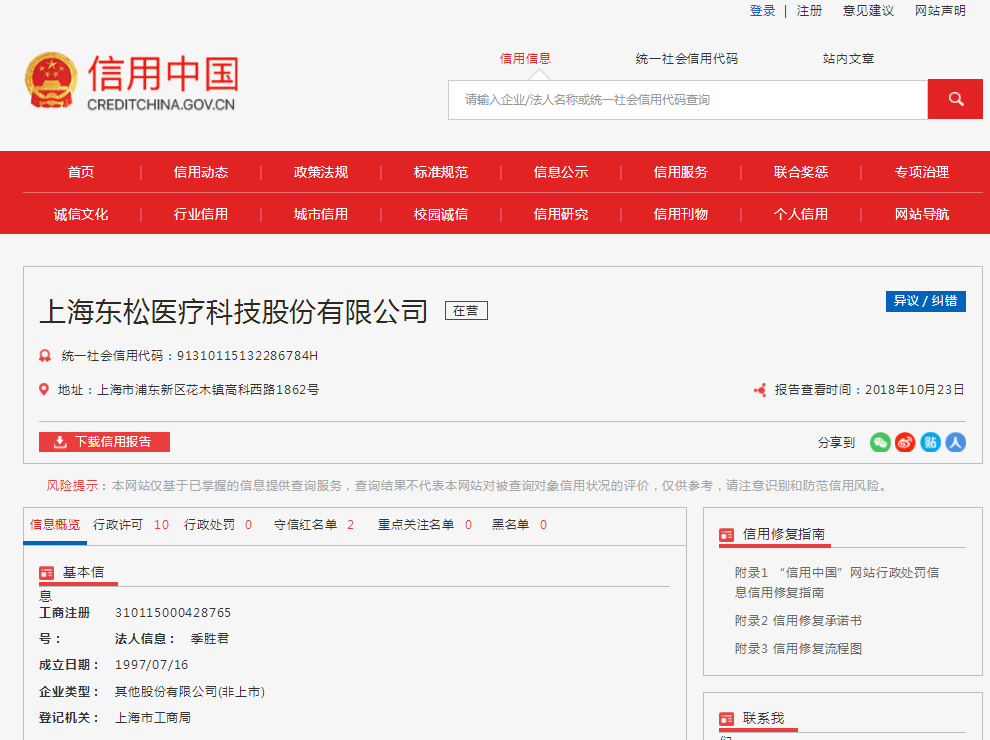 登录 | 注册 意见建议 网站声明
信用中国
CREDITCHINA.GOV.CN
信用信息 统一社会信用代码 站内文章
请输入企业/法人名称或统一社会信用代码查询
首页 信用动态 政策法规 标准规范 信息公示 信用服务 联合奖惩 专项治理
诚信文化 行业信用 城市信用 校园诚信 信用研究 信用刊物 个人信用 网站导航
上海东松医疗科技股份有限公司 在营 异议 / 纠错
统一社会信用代码：91310115132286784H
地址：上海市浦东新区花木镇高科西路1862号 报告查看时间：2018年10月23日
下载信用报告 分享到 贴 人
风险提示：本网站仅基于已掌握的信息提供查询服务，查询结果不代表本网站对被查询对象信用状况的评价，仅供参考，请注意识别和防范信用风险。
信息概览 行政许可 10 行政处罚 0 守信红名单 2 重点关注名单 0 黑名单 0
基本信
息
工商注册 310115000428765
号： 法人信息： 季胜君
成立日期： 1997/07/16
企业类型： 其他股份有限公司(非上市)
登记机关： 上海市工商局
信用修复指南
附录1 “信用中国”网站行政处罚信
息信用修复指南
附录2 信用修复承诺书
附录3 信用修复流程图
联系我